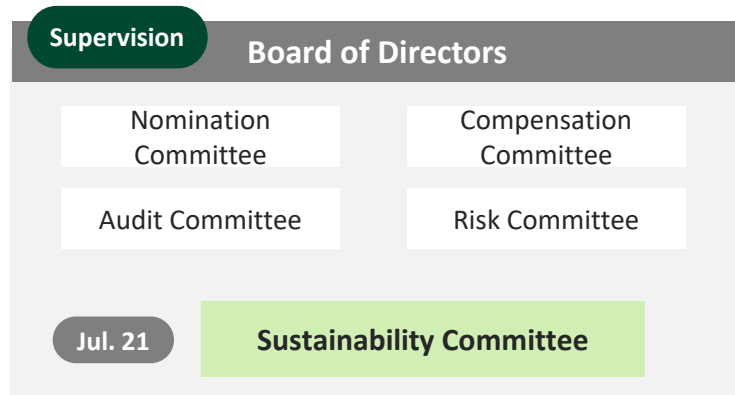 Supervision
Board of Directors
Nomination
Committee
Compensation
Committee
Audit Committee
Risk Committee
Jul. 21
Sustainability Committee